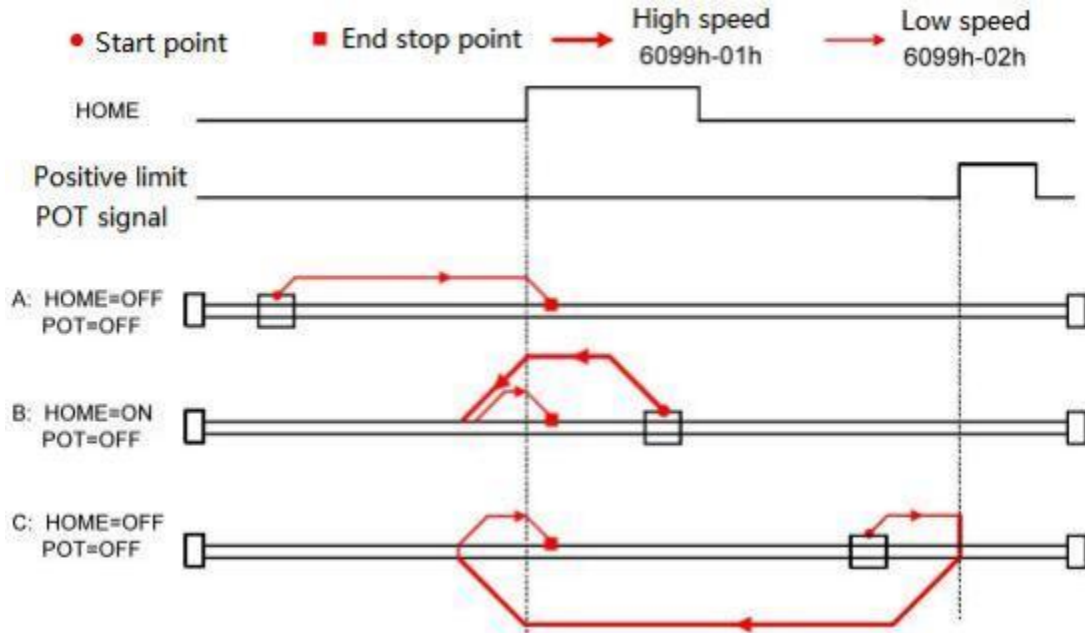 Start point
End stop point
High speed
6099h-01h
Low speed
6099h-02h
HOME
Positive limit
POT signal
A: HOME=OFF
POT=OFF
B: HOME=ON
POT=OFF
C: HOME=OFF
POT=OFF